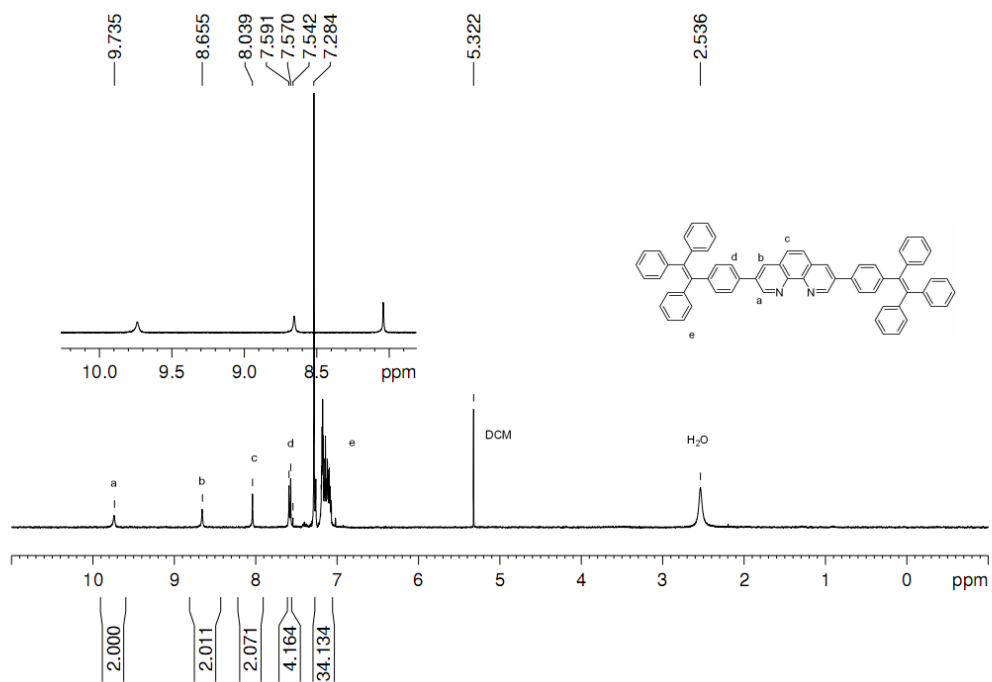 9.735
8.655
8.039
7.591
7.570
7.542
7.284
5.322
2.536
c
d
b
a
N
N
e
10.0 9.5 9.0 8.5 ppm
a
b
c
d
e
DCM
H₂O
10 9 8 7 6 5 4 3 2 1 0 ppm
2.000
2.011
2.071
4.164
34.134